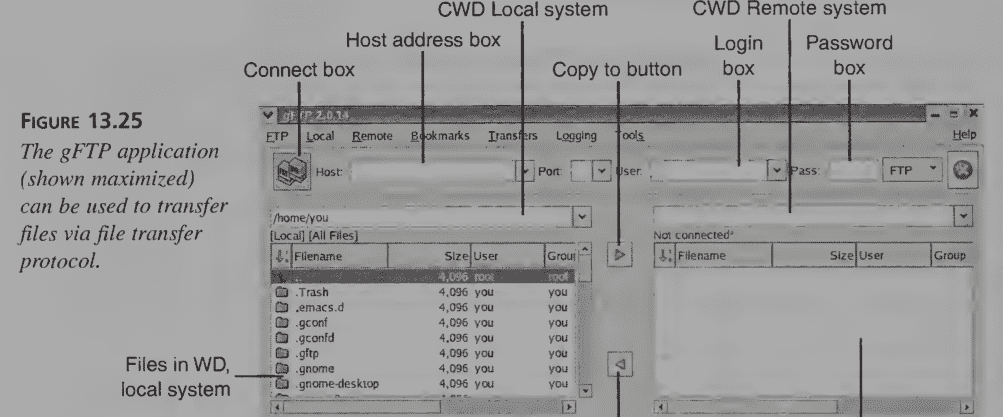 CWD Local system
CWD Remote system
Host address box
Login box
Password box
Connect box
Copy to button
FIGURE 13.25
The gFTP application
(shown maximized)
can be used to transfer
files via file transfer
protocol.
gFTP 2.0.14
FTP Local Remote Bookmarks Transfers Logging Tools Help
Host: Port: User: Pass: FTP
/home/you
[Local] [All Files]
Not connected*
Filename Size User Group
Filename Size User Group
.. 4,096 root root
.Trash 4,096 you you
.emacs.d 4,096 you you
.gconf 4,096 you you
.gconfd 4,096 you you
.gftp 4,096 you you
.gnome 4,096 you you
.gnome-desktop 4,096 you you
Files in WD,
local system